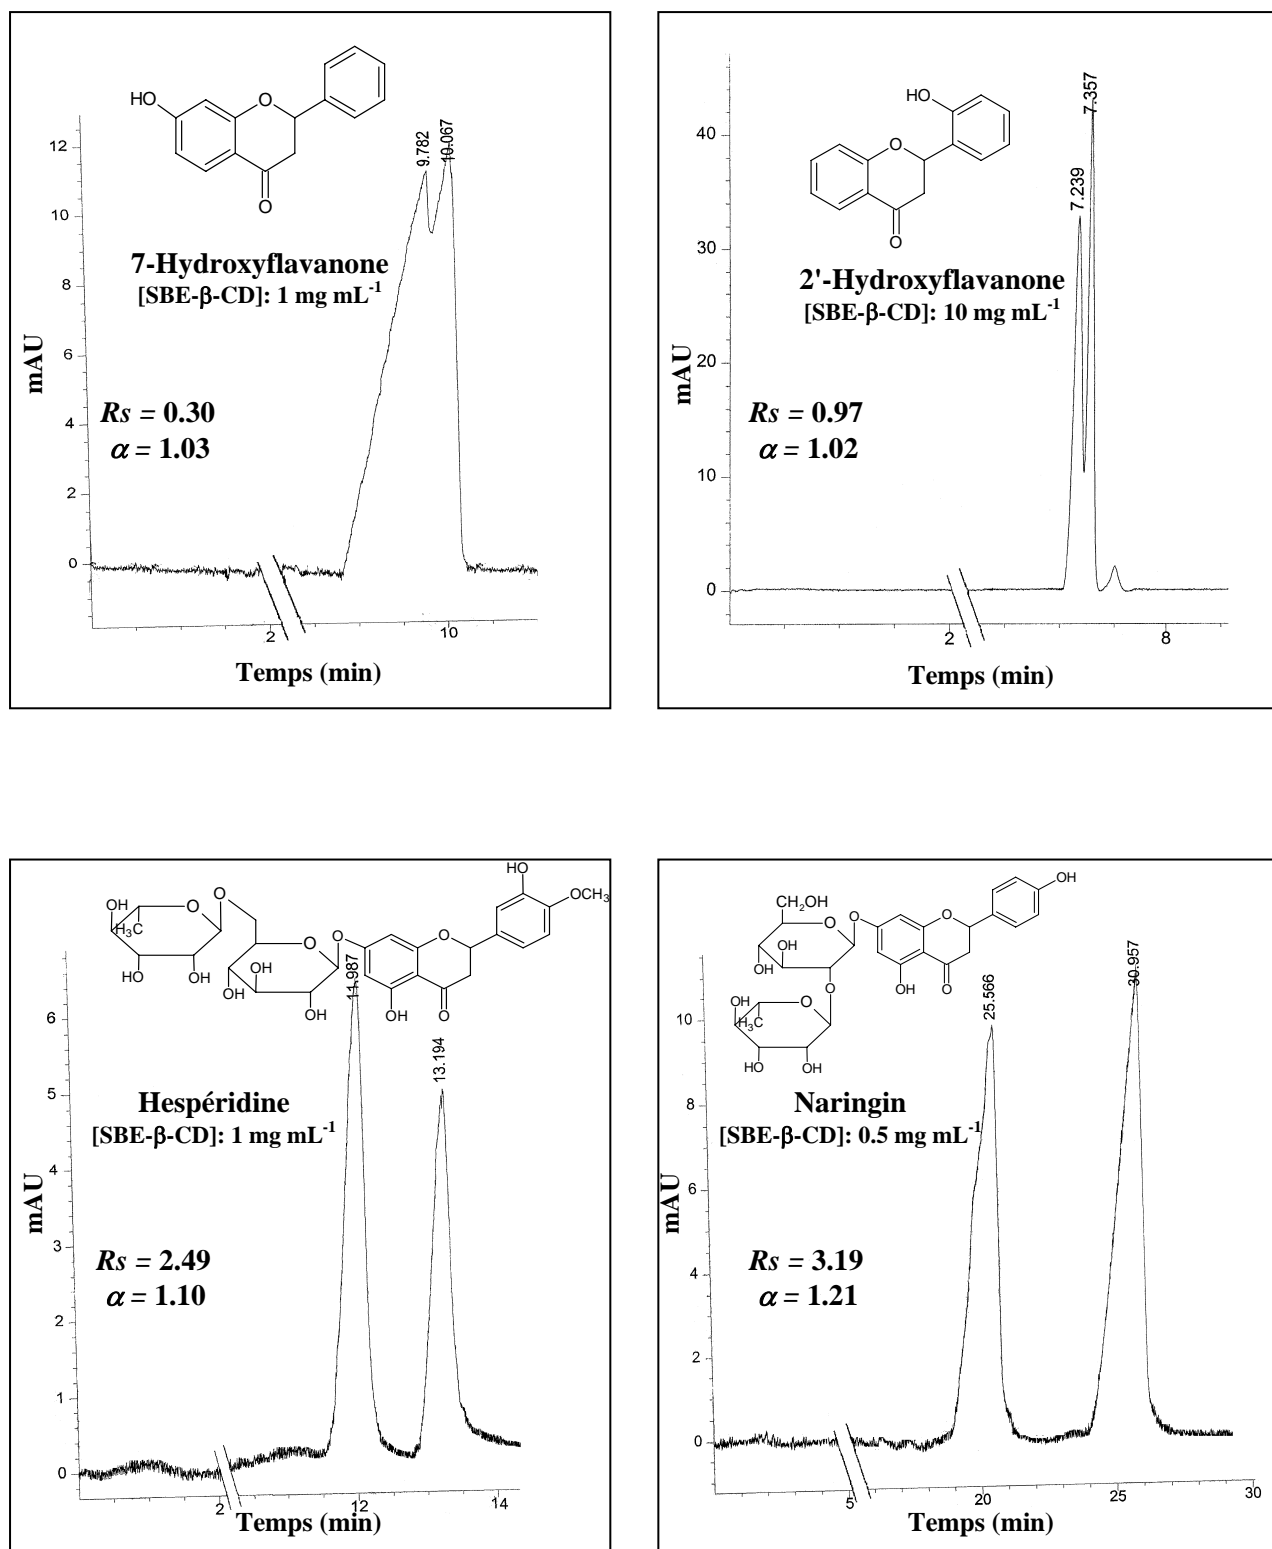 HO
O
O
12
10
8
6
4
2
0
mAU
9.782
10.067
7-Hydroxyflavanone
[SBE-β-CD]: 1 mg mL-1
Rs = 0.30
α = 1.03
2
10
Temps (min)
HO
O
O
40
30
20
10
0
mAU
7.239
7.357
2'-Hydroxyflavanone
[SBE-β-CD]: 10 mg mL-1
Rs = 0.97
α = 1.02
2
8
Temps (min)
HO
OCH3
O
OH
O
H3C
O
O
O
OH
HO
OH
OH
OH
OH
O
6
5
4
3
2
1
0
mAU
11.987
13.194
Hespéridine
[SBE-β-CD]: 1 mg mL-1
Rs = 2.49
α = 1.10
2
12
14
Temps (min)
OH
CH2OH
O
O
O
OH
OH
O
OH
O
OH
O
H3C
HO
OH
10
8
6
4
2
0
mAU
25.566
30.957
Naringin
[SBE-β-CD]: 0.5 mg mL-1
Rs = 3.19
α = 1.21
5
20
25
30
Temps (min)